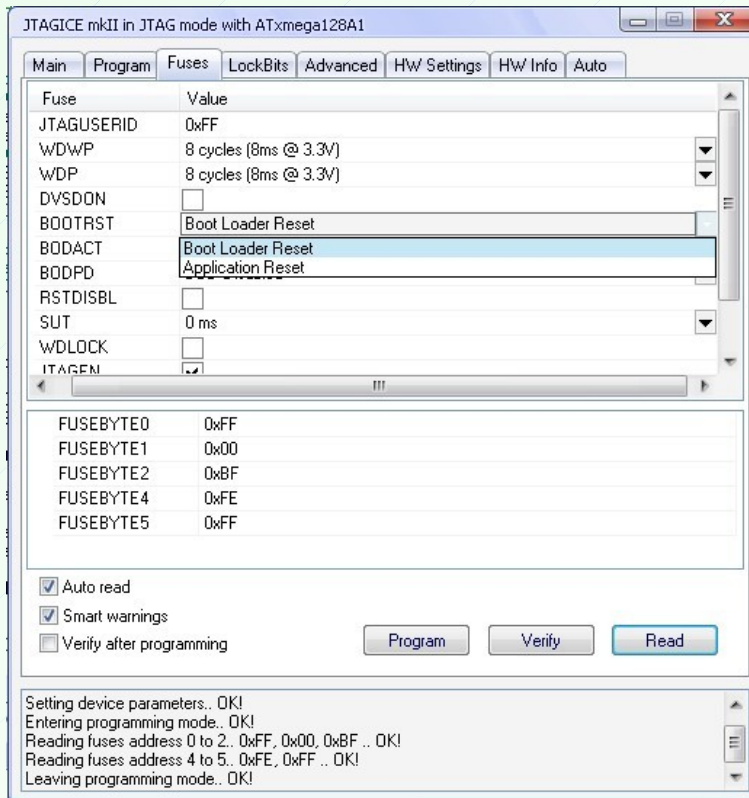 JTAGICE mkII in JTAG mode with ATxmega128A1
Main Program Fuses LockBits Advanced HW Settings HW Info Auto
Fuse Value
JTAGUSERID 0xFF
WDWP 8 cycles (8ms @ 3.3V)
WDP 8 cycles (8ms @ 3.3V)
DVSDON
BOOTRST Boot Loader Reset
BODACT Boot Loader Reset
Application Reset
BODPD
RSTDISBL
SUT 0 ms
WDLOCK
JTAGEN
FUSEBYTE0 0xFF
FUSEBYTE1 0x00
FUSEBYTE2 0xBF
FUSEBYTE4 0xFE
FUSEBYTE5 0xFF
Auto read
Smart warnings
Verify after programming
Program Verify Read
Setting device parameters.. OK!
Entering programming mode.. OK!
Reading fuses address 0 to 2.. 0xFF, 0x00, 0xBF .. OK!
Reading fuses address 4 to 5.. 0xFE, 0xFF .. OK!
Leaving programming mode.. OK!